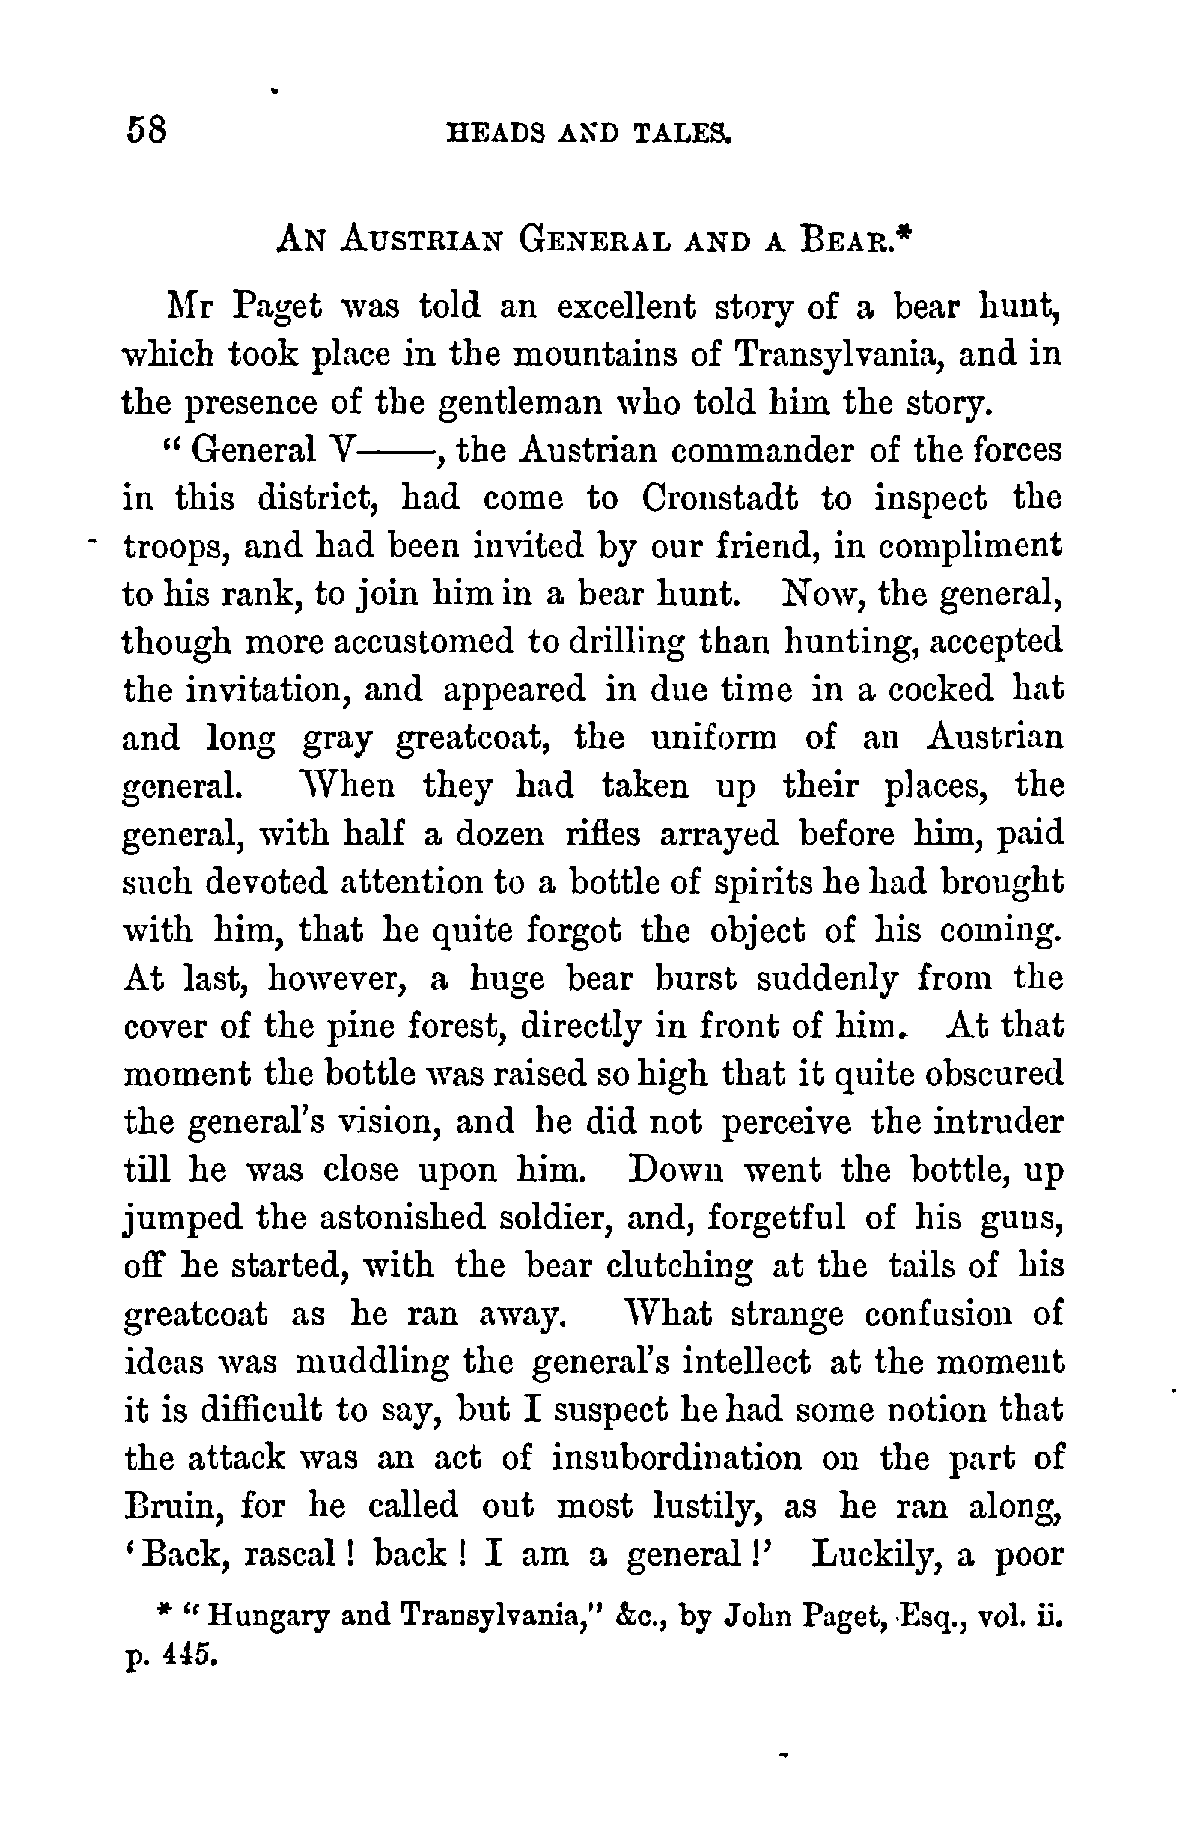 58 HEADS AND TALES.
AN AUSTRIAN GENERAL AND A BEAR.*
Mr Paget was told an excellent story of a bear hunt,
which took place in the mountains of Transylvania, and in
the presence of the gentleman who told him the story.
“ General V——, the Austrian commander of the forces
in this district, had come to Cronstadt to inspect the
troops, and had been invited by our friend, in compliment
to his rank, to join him in a bear hunt. Now, the general,
though more accustomed to drilling than hunting, accepted
the invitation, and appeared in due time in a cocked hat
and long gray greatcoat, the uniform of an Austrian
general. When they had taken up their places, the
general, with half a dozen rifles arrayed before him, paid
such devoted attention to a bottle of spirits he had brought
with him, that he quite forgot the object of his coming.
At last, however, a huge bear burst suddenly from the
cover of the pine forest, directly in front of him. At that
moment the bottle was raised so high that it quite obscured
the general’s vision, and he did not perceive the intruder
till he was close upon him. Down went the bottle, up
jumped the astonished soldier, and, forgetful of his guns,
off he started, with the bear clutching at the tails of his
greatcoat as he ran away. What strange confusion of
ideas was muddling the general’s intellect at the moment
it is difficult to say, but I suspect he had some notion that
the attack was an act of insubordination on the part of
Bruin, for he called out most lustily, as he ran along,
‘ Back, rascal ! back ! I am a general !’ Luckily, a poor
* “ Hungary and Transylvania,” &c., by John Paget, Esq., vol. ii.
p. 445.